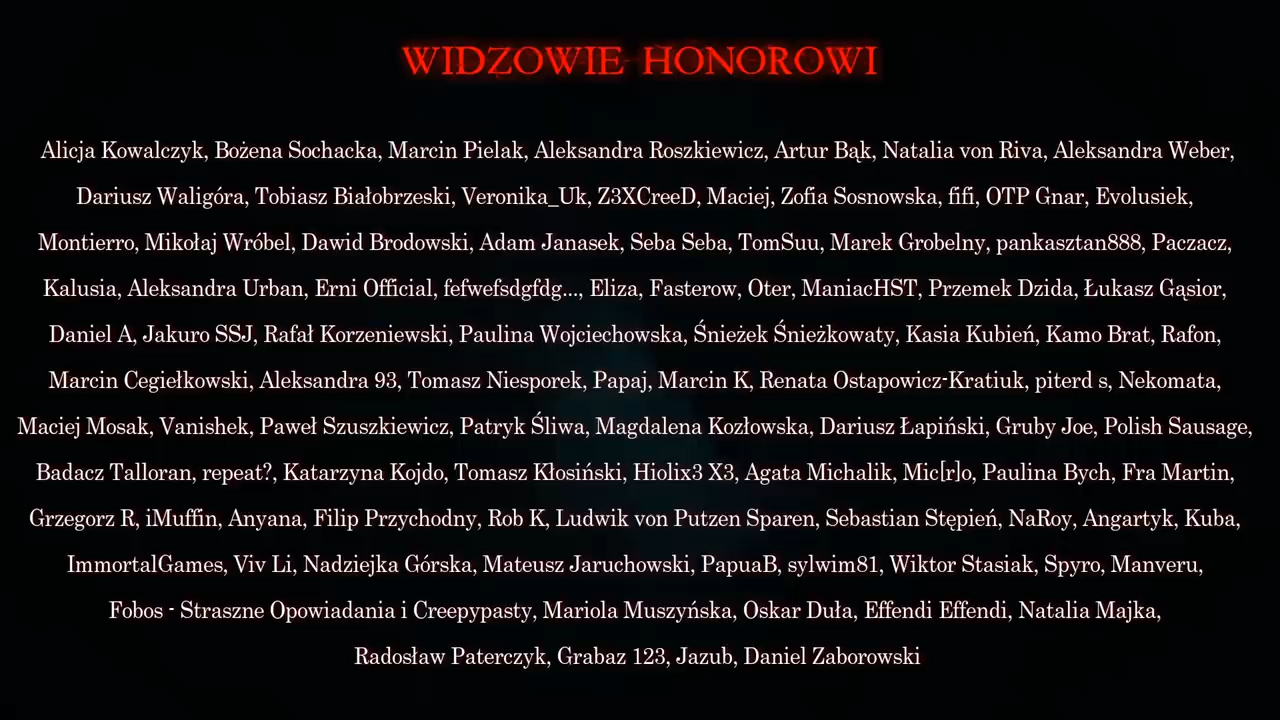 WIDZOWIE HONOROWI
Alicja Kowalczyk, Bożena Sochacka, Marcin Pielak, Aleksandra Roszkiewicz, Artur Bąk, Natalia von Riva, Aleksandra Weber,
Dariusz Waligóra, Tobiasz Białobrzeski, Veronika_Uk, Z3XCreeD, Maciej, Zofia Sosnowska, fifi, OTP Gnar, Evolusiek,
Montierro, Mikołaj Wróbel, Dawid Brodowski, Adam Janasek, Seba Seba, TomSuu, Marek Grobelny, pankasztan888, Paczacz,
Kalusia, Aleksandra Urban, Erni Official, fefwefsdgfdg..., Eliza, Fasterow, Oter, ManiacHST, Przemek Dzida, Łukasz Gąsior,
Daniel A, Jakuro SSJ, Rafał Korzeniewski, Paulina Wojciechowska, Śnieżek Śnieżkowaty, Kasia Kubień, Kamo Brat, Rafon,
Marcin Cegiełkowski, Aleksandra 93, Tomasz Niesporek, Papaj, Marcin K, Renata Ostapowicz-Kratiuk, piterd s, Nekomata,
Maciej Mosak, Vanishek, Paweł Szuszkiewicz, Patryk Śliwa, Magdalena Kozłowska, Dariusz Łapiński, Gruby Joe, Polish Sausage,
Badacz Talloran, repeat?, Katarzyna Kojdo, Tomasz Kłosiński, Hiolix3 X3, Agata Michalik, Mic[r]o, Paulina Bych, Fra Martin,
Grzegorz R, iMuffin, Anyana, Filip Przychodny, Rob K, Ludwik von Putzen Sparen, Sebastian Stępień, NaRoy, Angartyk, Kuba,
ImmortalGames, Viv Li, Nadziejka Górska, Mateusz Jaruchowski, PapuaB, sylwim81, Wiktor Stasiak, Spyro, Manveru,
Fobos - Straszne Opowiadania i Creepypasty, Mariola Muszyńska, Oskar Duła, Effendi Effendi, Natalia Majka,
Radosław Paterczyk, Grabaz 123, Jazub, Daniel Zaborowski